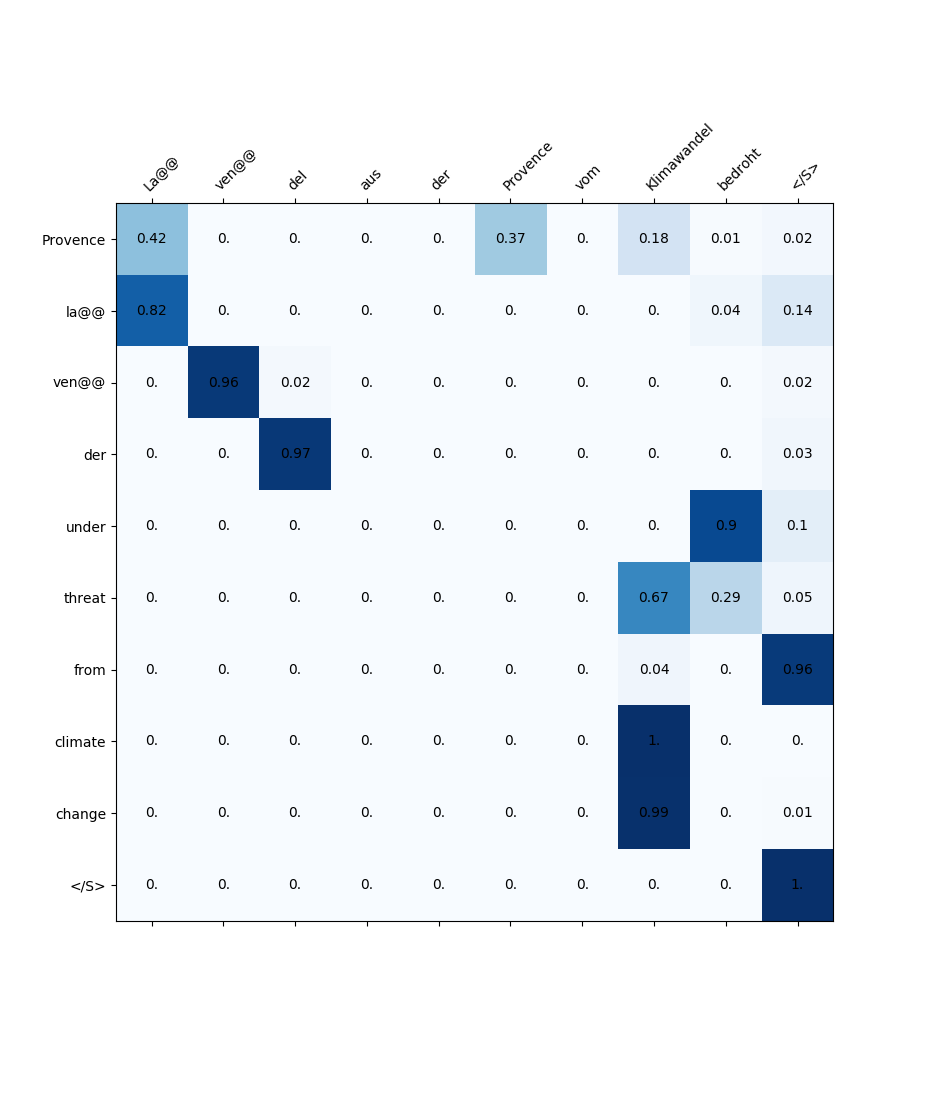 La@@ ven@@ del aus der Provence vom Klimawandel bedroht </S>
Provence 0.42 0. 0. 0. 0. 0.37 0. 0.18 0.01 0.02
la@@ 0.82 0. 0. 0. 0. 0. 0. 0. 0.04 0.14
ven@@ 0. 0.96 0.02 0. 0. 0. 0. 0. 0. 0.02
der 0. 0. 0.97 0. 0. 0. 0. 0. 0. 0.03
under 0. 0. 0. 0. 0. 0. 0. 0. 0.9 0.1
threat 0. 0. 0. 0. 0. 0. 0. 0.67 0.29 0.05
from 0. 0. 0. 0. 0. 0. 0. 0.04 0. 0.96
climate 0. 0. 0. 0. 0. 0. 0. 1. 0. 0.
change 0. 0. 0. 0. 0. 0. 0. 0.99 0. 0.01
</S> 0. 0. 0. 0. 0. 0. 0. 0. 0. 1.